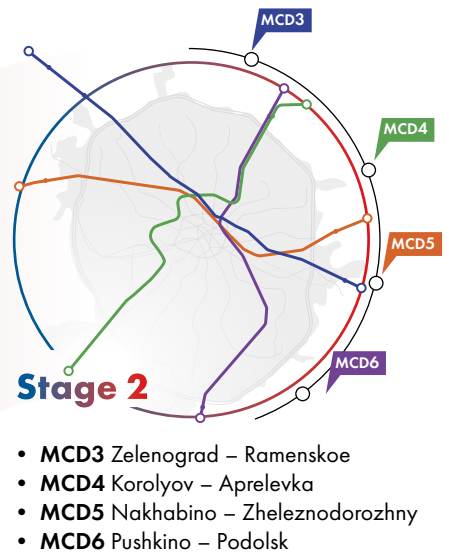 MCD3
MCD4
MCD5
MCD6
Stage 2
• MCD3 Zelenograd – Ramenskoe
• MCD4 Korolyov – Aprelevka
• MCD5 Nakhabino – Zheleznodorozhny
• MCD6 Pushkino – Podolsk